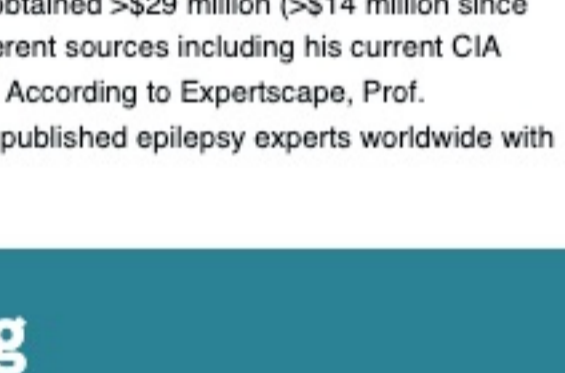 obtained >$29 million (>$14 million since
erent sources including his current CIA
According to Expertscape, Prof.
published epilepsy experts worldwide with
g